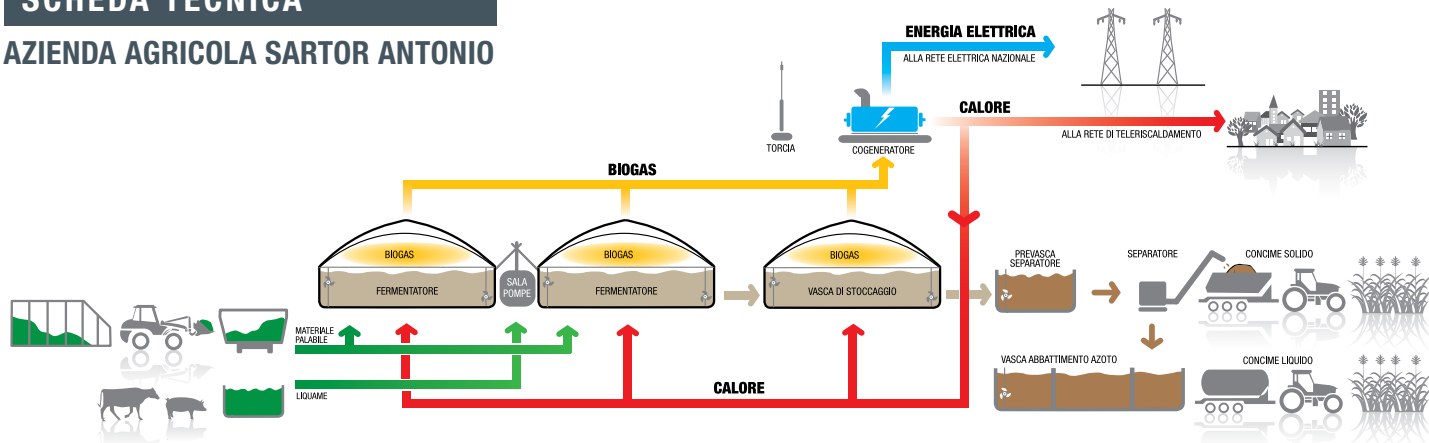 SCHEDA TECNICA
AZIENDA AGRICOLA SARTOR ANTONIO
ENERGIA ELETTRICA
ALLA RETE ELETTRICA NAZIONALE
CALORE
ALLA RETE DI TELERISCALDAMENTO
TORCIA
COGENERATORE
BIOGAS
BIOGAS
BIOGAS
BIOGAS
FERMENTATORE
SALA
POMPE
FERMENTATORE
VASCA DI STOCCAGGIO
PREVASCA
SEPARATORE
SEPARATORE
CONCIME SOLIDO
MATERIALE
PALABILE
LIQUAME
CALORE
VASCA ABBATTIMENTO AZOTO
CONCIME LIQUIDO